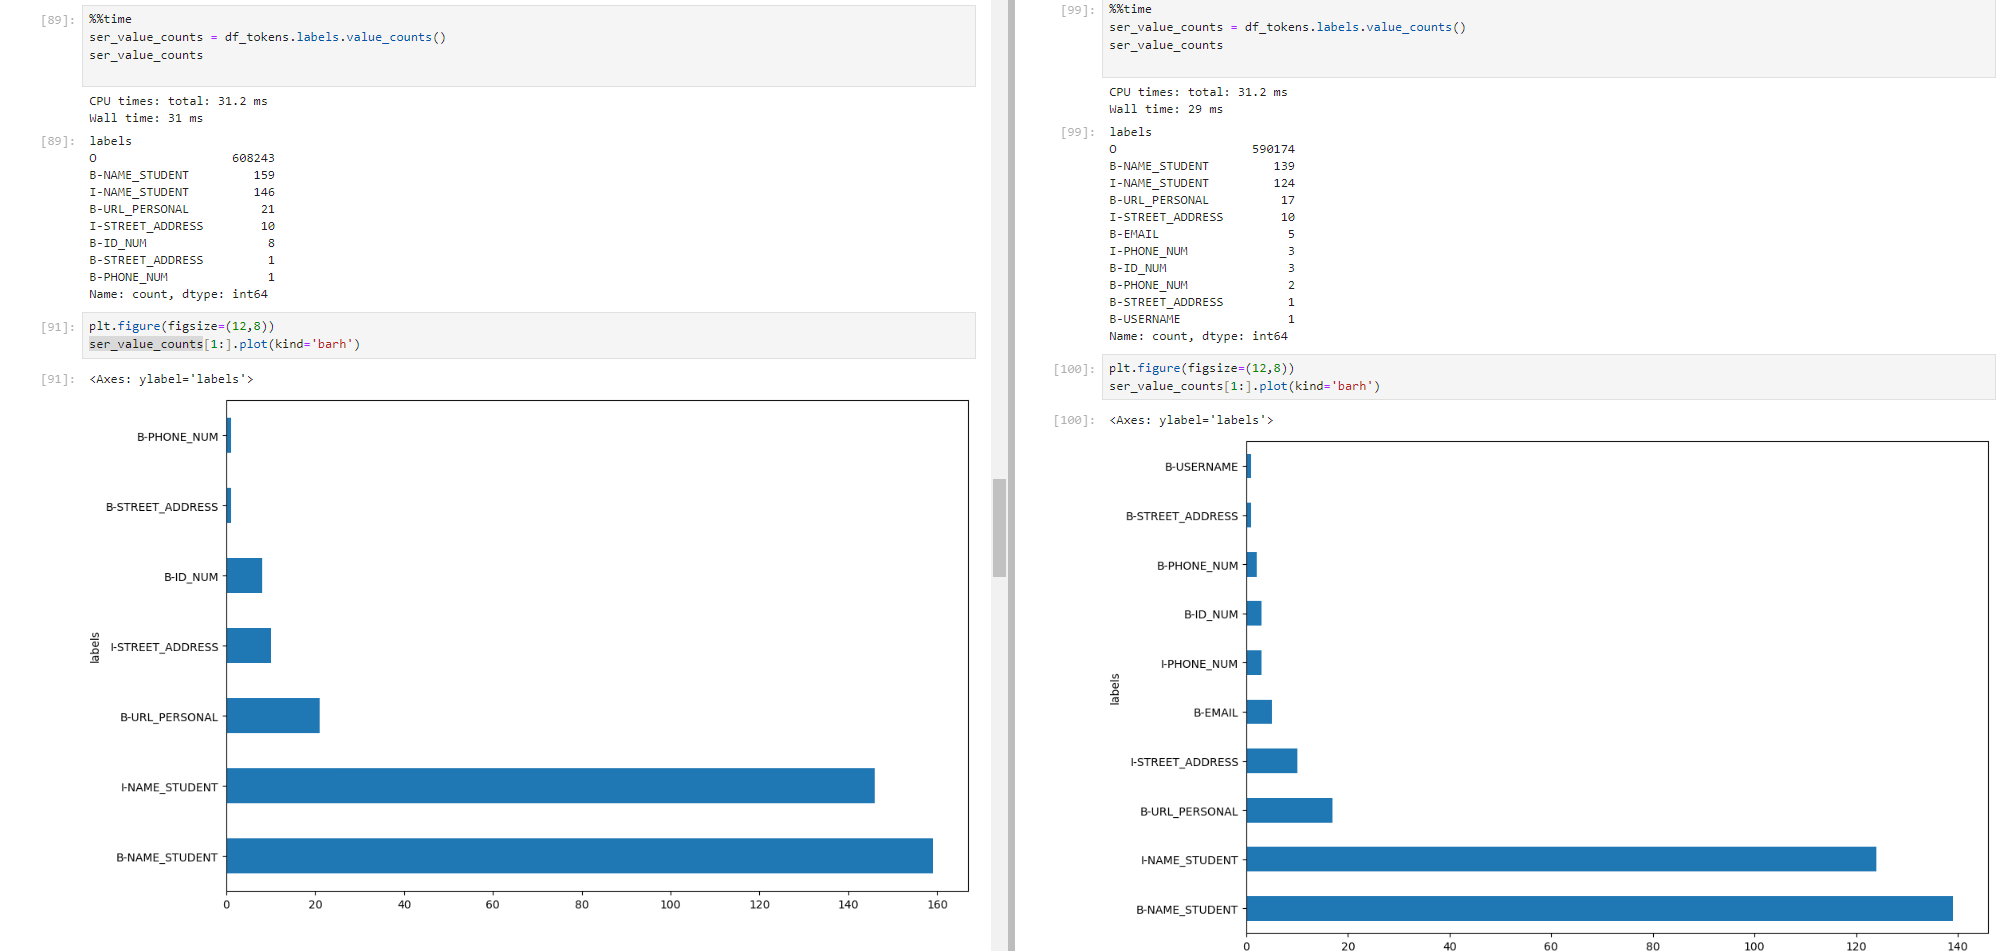 [89]:
%%time
ser_value_counts = df_tokens.labels.value_counts()
ser_value_counts
CPU times: total: 31.2 ms
Wall time: 31 ms
[89]:
labels
O 608243
B-NAME_STUDENT 159
I-NAME_STUDENT 146
B-URL_PERSONAL 21
I-STREET_ADDRESS 10
B-ID_NUM 8
B-STREET_ADDRESS 1
B-PHONE_NUM 1
Name: count, dtype: int64
[91]:
plt.figure(figsize=(12,8))
ser_value_counts[1:].plot(kind='barh')
[91]:
<Axes: ylabel='labels'>
B-PHONE_NUM
B-STREET_ADDRESS
B-ID_NUM
labels
I-STREET_ADDRESS
B-URL_PERSONAL
I-NAME_STUDENT
B-NAME_STUDENT
0 20 40 60 80 100 120 140 160
[99]:
%%time
ser_value_counts = df_tokens.labels.value_counts()
ser_value_counts
CPU times: total: 31.2 ms
Wall time: 29 ms
[99]:
labels
O 590174
B-NAME_STUDENT 139
I-NAME_STUDENT 124
B-URL_PERSONAL 17
I-STREET_ADDRESS 10
B-EMAIL 5
I-PHONE_NUM 3
B-ID_NUM 3
B-PHONE_NUM 2
B-STREET_ADDRESS 1
B-USERNAME 1
Name: count, dtype: int64
[100]:
plt.figure(figsize=(12,8))
ser_value_counts[1:].plot(kind='barh')
[100]:
<Axes: ylabel='labels'>
B-USERNAME
B-STREET_ADDRESS
B-PHONE_NUM
B-ID_NUM
I-PHONE_NUM
labels
B-EMAIL
I-STREET_ADDRESS
B-URL_PERSONAL
I-NAME_STUDENT
B-NAME_STUDENT
0 20 40 60 80 100 120 140